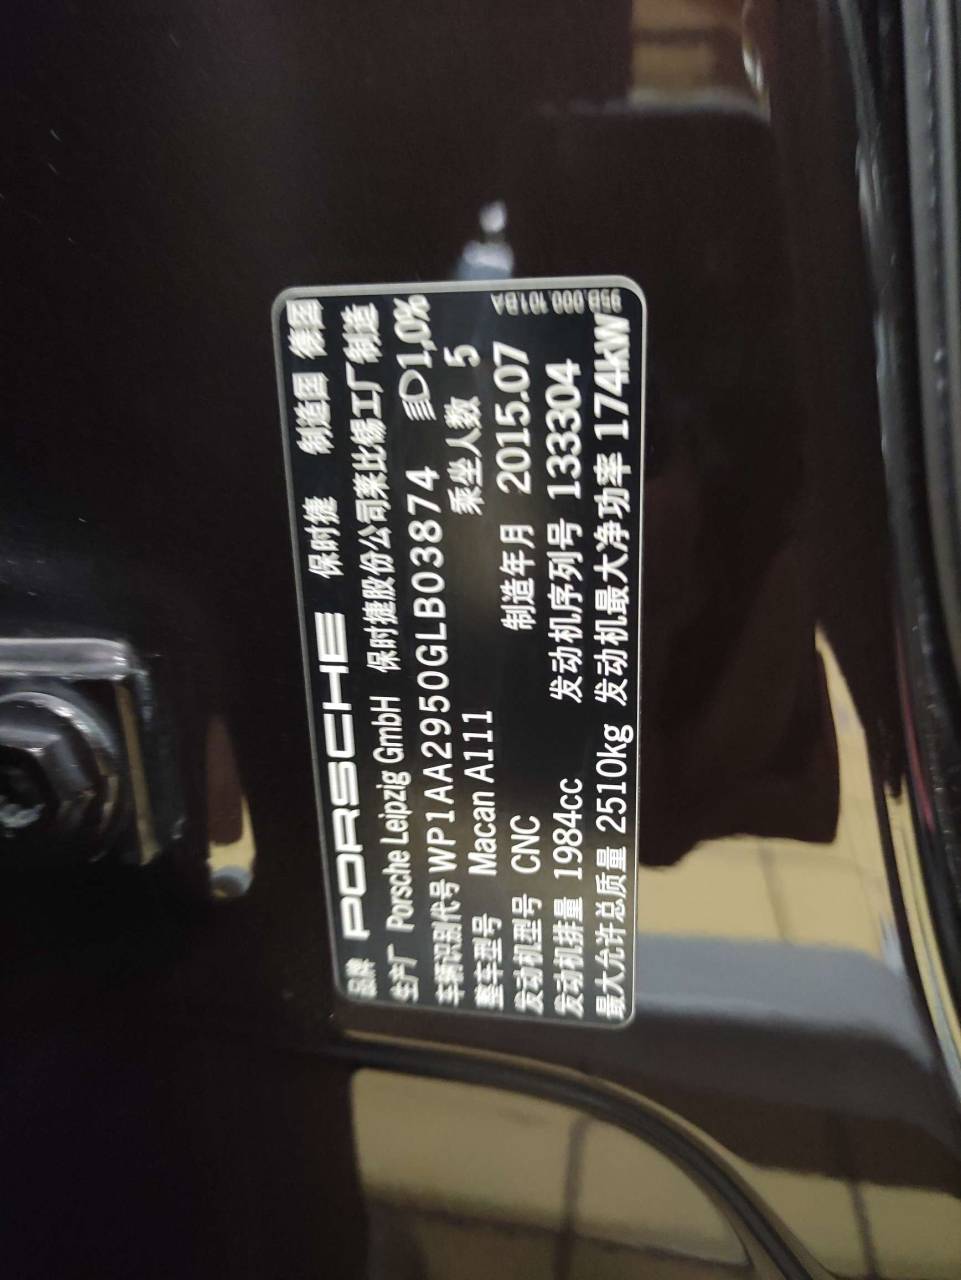 品牌 PORSCHE 保时捷 制造国 德国
生产厂 Porsche Leipzig GmbH 保时捷股份公司莱比锡工厂制造
车辆识别代号 WP1AA2950GLB03874 1,0%
整车型号 Macan A111 乘坐人数 5
发动机型号 CNC 制造年月 2015.07
发动机排量 1984cc 发动机序列号 133304
最大允许总质量 2510kg 发动机最大净功率 174kW
95B.000.101.BA